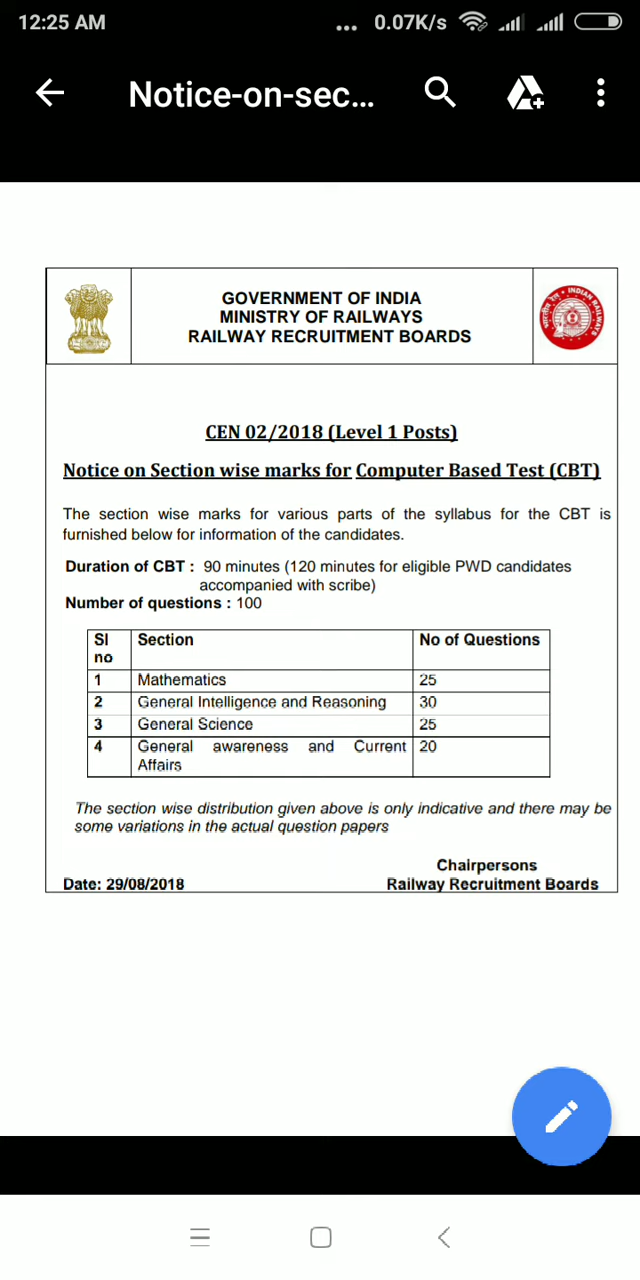 12:25 AM ... 0.07K/s
Notice-on-sec...
GOVERNMENT OF INDIA
MINISTRY OF RAILWAYS
RAILWAY RECRUITMENT BOARDS
CEN 02/2018 (Level 1 Posts)
Notice on Section wise marks for Computer Based Test (CBT)
The section wise marks for various parts of the syllabus for the CBT is
furnished below for information of the candidates.
Duration of CBT : 90 minutes (120 minutes for eligible PWD candidates
accompanied with scribe)
Number of questions : 100
Sl no Section No of Questions
1 Mathematics 25
2 General Intelligence and Reasoning 30
3 General Science 25
4 General awareness and Current 20
Affairs
The section wise distribution given above is only indicative and there may be
some variations in the actual question papers
Chairpersons
Date: 29/08/2018 Railway Recruitment Boards